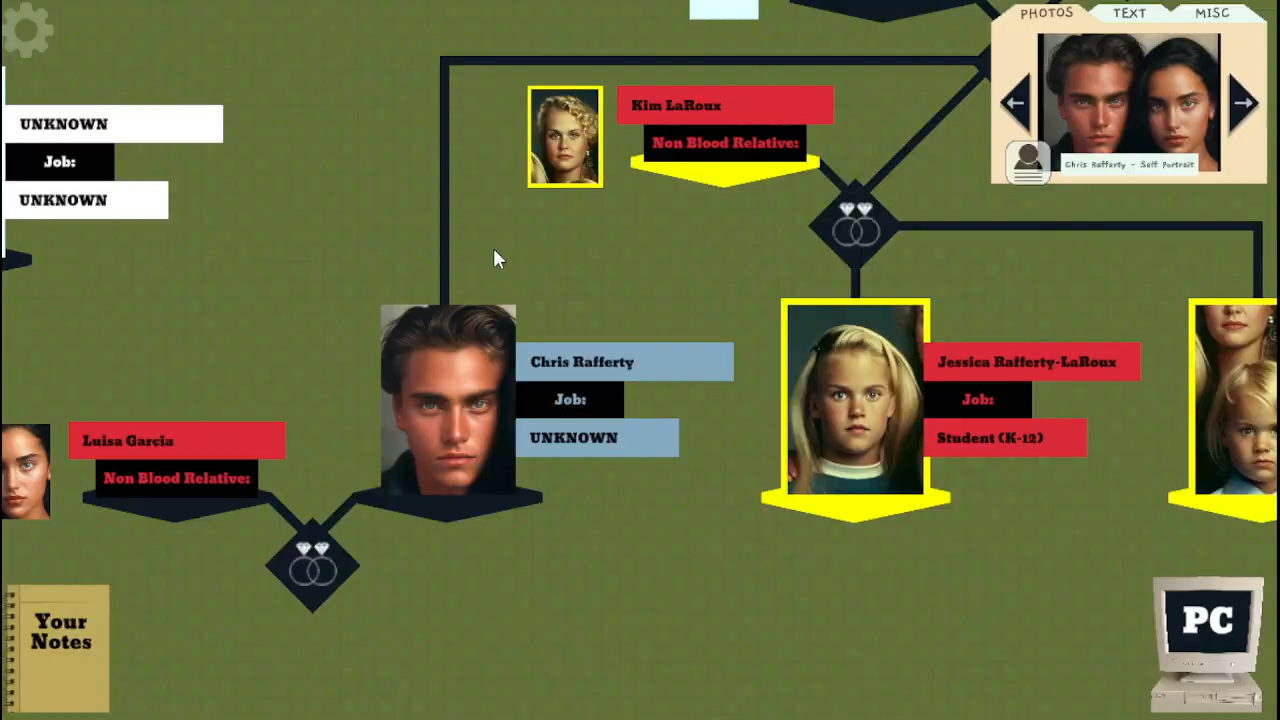 PHOTOS TEXT MISC
Chris Rafferty - Self Portrait
UNKNOWN
Job:
UNKNOWN
Kim LaRoux
Non Blood Relative:
Chris Rafferty
Job:
UNKNOWN
Jessica Rafferty-LaRoux
Job:
Student (K-12)
Luisa Garcia
Non Blood Relative:
Your
Notes
PC